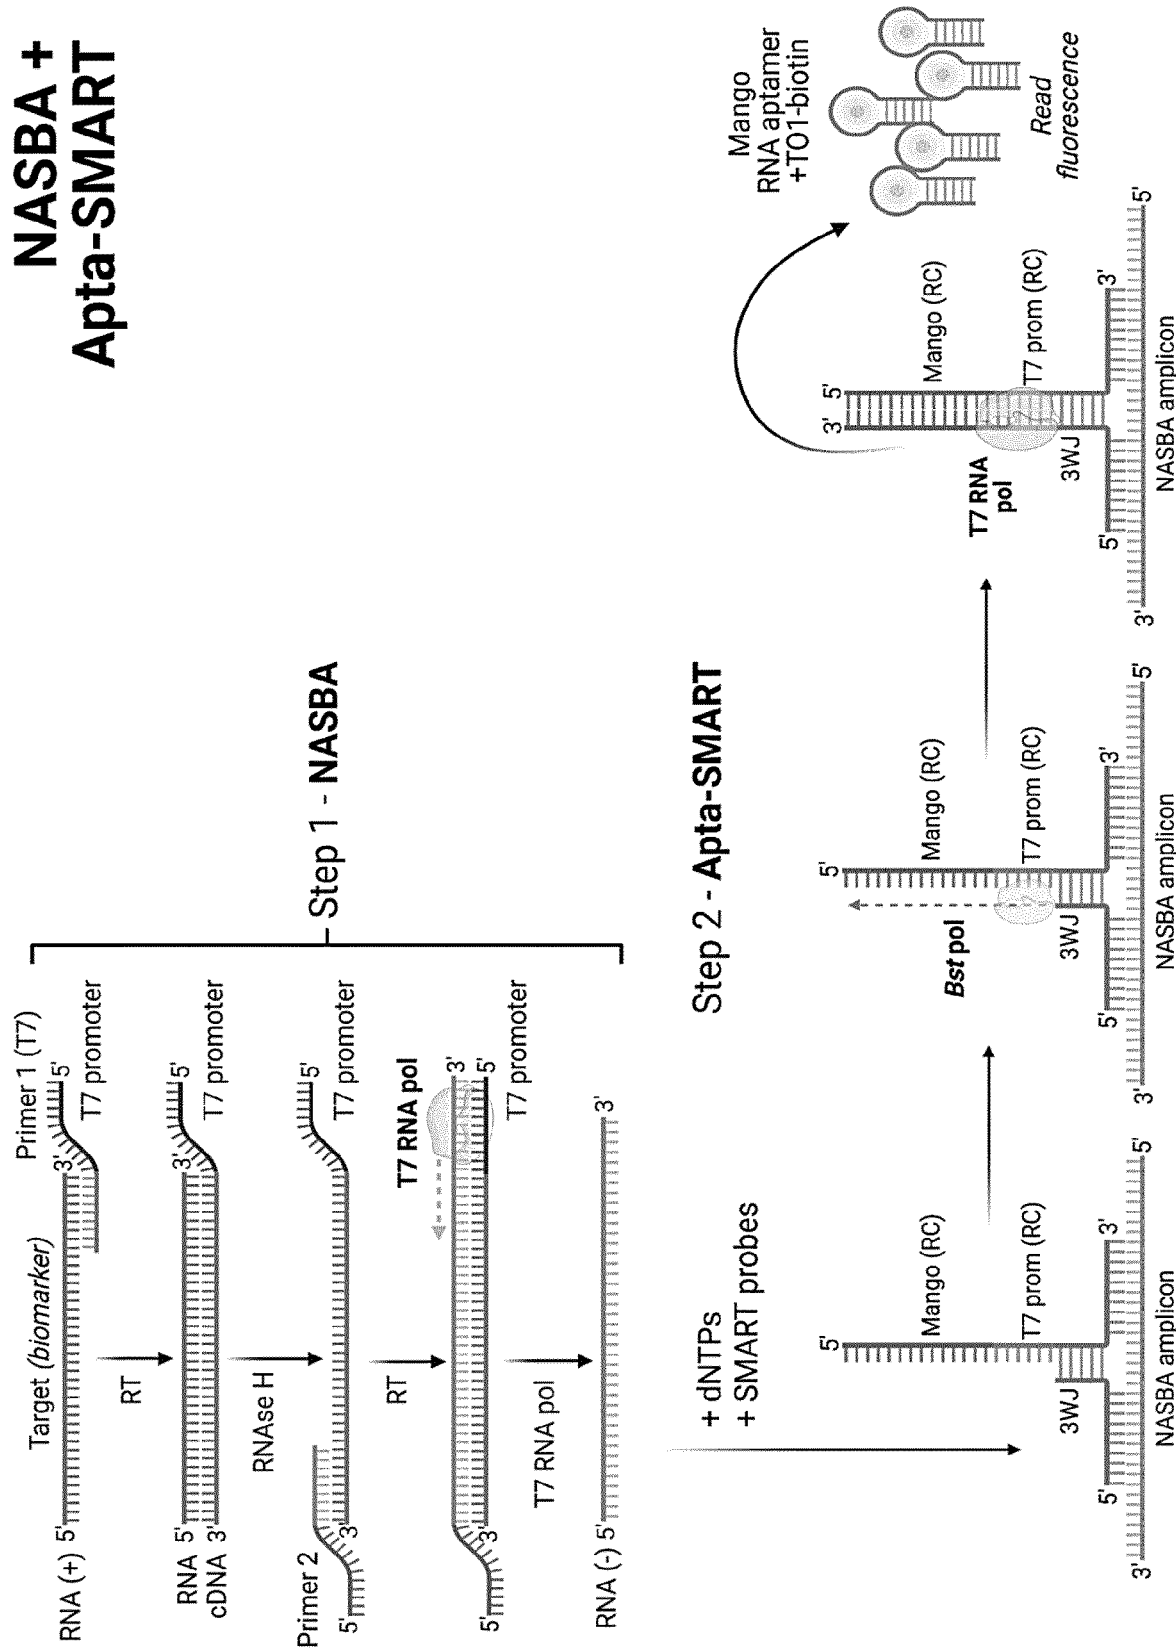 NASBA +
Apta-SMART
Step 1 - NASBA
Target (biomarker)
Primer 1 (T7)
RNA (+) 5'
3'
5'
T7 promoter
RT
RNA 5'
cDNA 3'
3'
5'
T7 promoter
RNAse H
Primer 2
5'
3'
5'
T7 promoter
RT
T7 RNA pol
5'
3'
3'
5'
T7 promoter
T7 RNA pol
RNA (-) 5'
3'
+ dNTPs
+ SMART probes
Step 2 - Apta-SMART
5'
Mango (RC)
T7 prom (RC)
3WJ
5'
3'
3'
5'
NASBA amplicon
5'
Mango (RC)
Bst pol
T7 prom (RC)
3WJ
5'
3'
3'
5'
NASBA amplicon
3'
5'
Mango (RC)
T7 RNA
pol
T7 prom (RC)
3WJ
5'
3'
3'
5'
NASBA amplicon
Mango
RNA aptamer
+TO1-biotin
Read
fluorescence